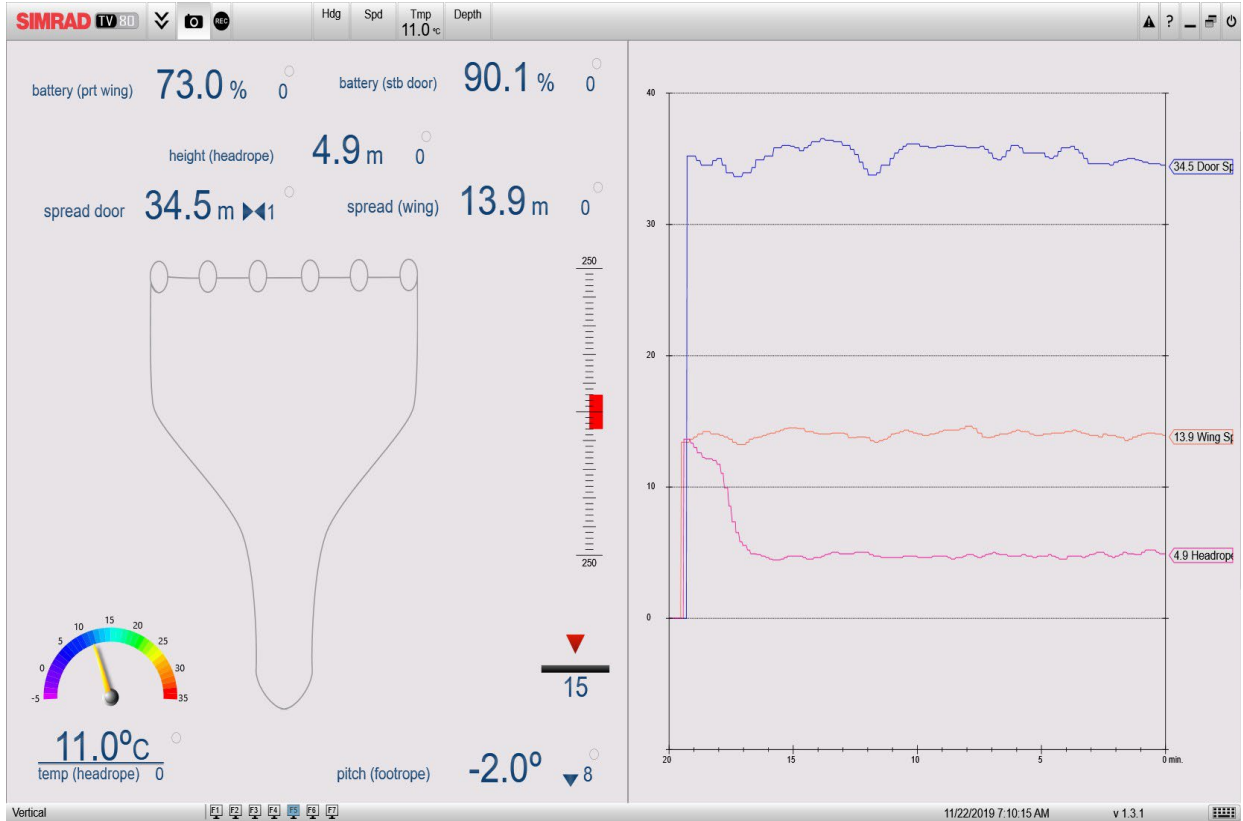 SIMRAD TV80 REC Hdg Spd Tmp Depth
11.0 °C
?
battery (prt wing) 73.0 % 0 battery (stb door) 90.1 % 0
height (headrope) 4.9 m 0
spread door 34.5 m 1 spread (wing) 13.9 m 0
250
250
-5 0 5 10 15 20 25 30 35
15
11.0°C
temp (headrope) 0
pitch (footrope) -2.0° 8
40
30
20
10
0
34.5 Door Sp
13.9 Wing Sp
4.9 Headrope
20 15 10 5 0 min.
Vertical F1 F2 F3 F4 F5 F6 F7 11/22/2019 7:10:15 AM v 1.3.1